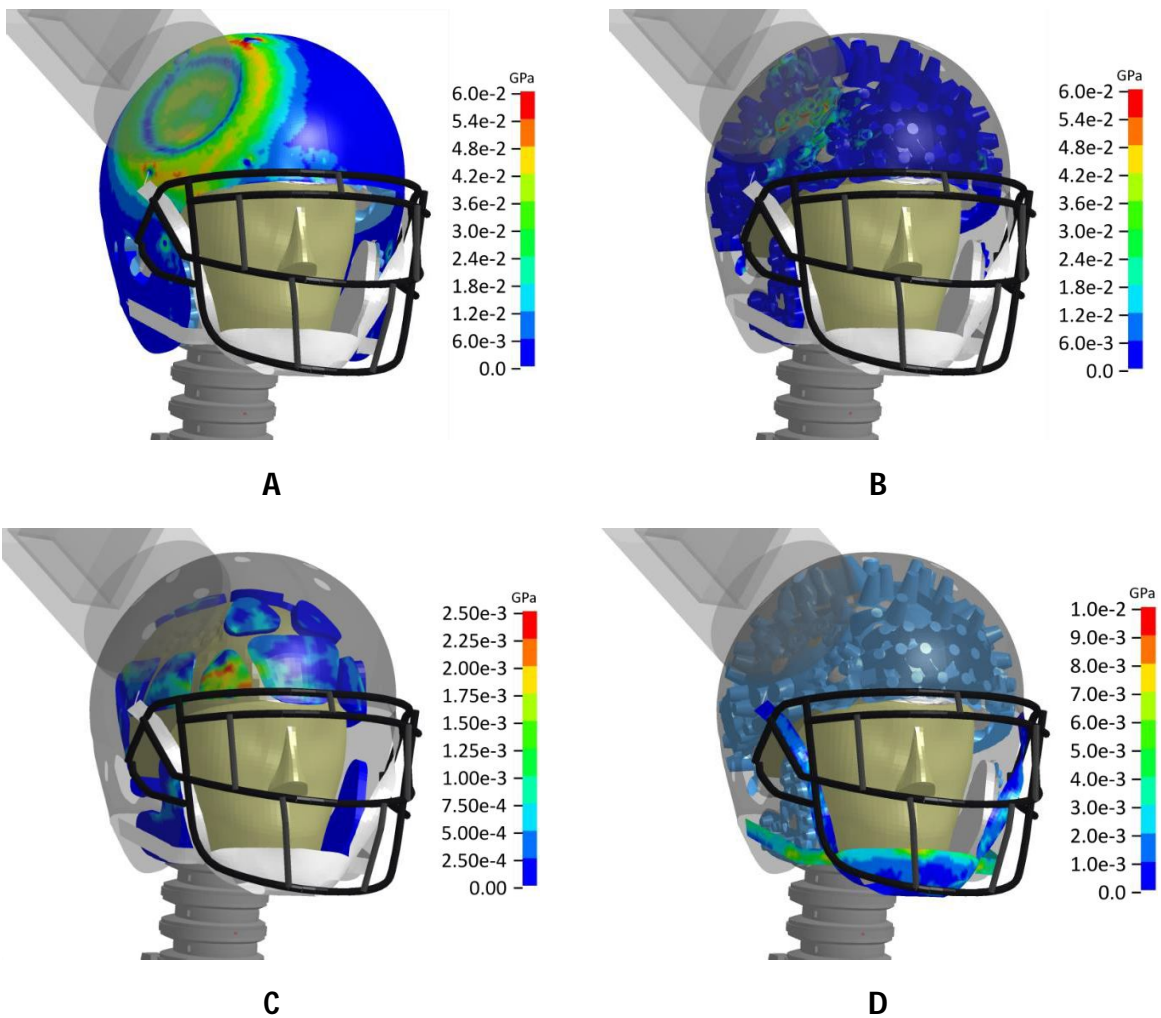 GPa
6.0e-2
5.4e-2
4.8e-2
4.2e-2
3.6e-2
3.0e-2
2.4e-2
1.8e-2
1.2e-2
6.0e-3
0.0
A
GPa
6.0e-2
5.4e-2
4.8e-2
4.2e-2
3.6e-2
3.0e-2
2.4e-2
1.8e-2
1.2e-2
6.0e-3
0.0
B
GPa
2.50e-3
2.25e-3
2.00e-3
1.75e-3
1.50e-3
1.25e-3
1.00e-3
7.50e-4
5.00e-4
2.50e-4
0.00
C
GPa
1.0e-2
9.0e-3
8.0e-3
7.0e-3
6.0e-3
5.0e-3
4.0e-3
3.0e-3
2.0e-3
1.0e-3
0.0
D